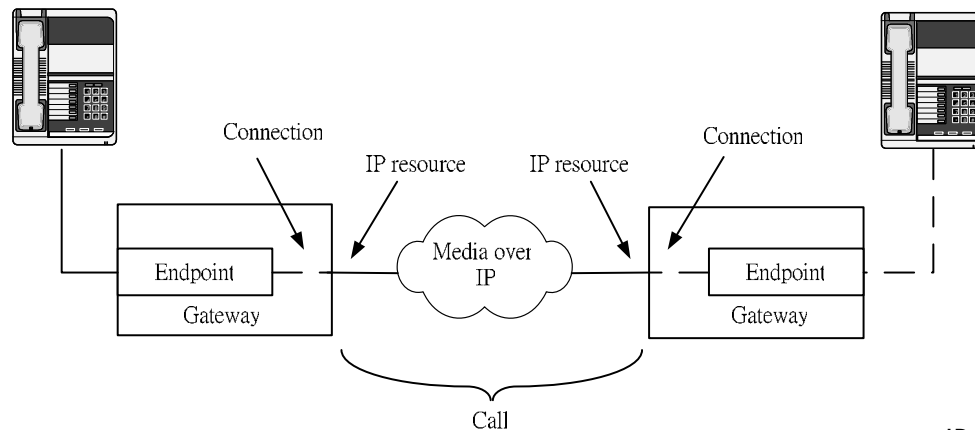 Connection
Connection
IP resource
IP resource
Media over
IP
Endpoint
Endpoint
Gateway
Gateway
Call